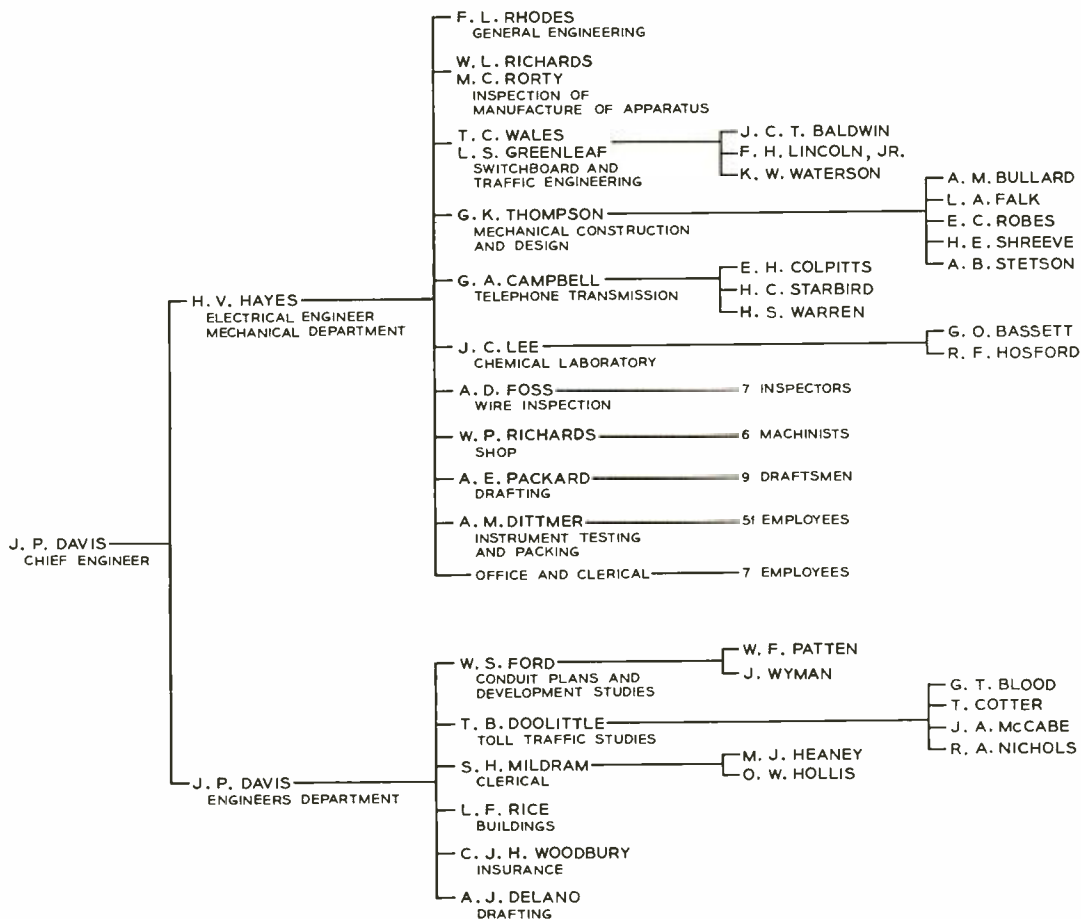 F. L. RHODES
GENERAL ENGINEERING
W. L. RICHARDS
M. C. RORTY
INSPECTION OF
MANUFACTURE OF APPARATUS
T. C. WALES
L. S. GREENLEAF
SWITCHBOARD AND
TRAFFIC ENGINEERING
J. C. T. BALDWIN
F. H. LINCOLN, JR.
K. W. WATERSON
G. K. THOMPSON
MECHANICAL CONSTRUCTION
AND DESIGN
A. M. BULLARD
L. A. FALK
E. C. ROBES
H. E. SHREEVE
A. B. STETSON
H. V. HAYES
ELECTRICAL ENGINEER
MECHANICAL DEPARTMENT
G. A. CAMPBELL
TELEPHONE TRANSMISSION
E. H. COLPITTS
H. C. STARBIRD
H. S. WARREN
J. C. LEE
CHEMICAL LABORATORY
G. O. BASSETT
R. F. HOSFORD
A. D. FOSS
WIRE INSPECTION
7 INSPECTORS
W. P. RICHARDS
SHOP
6 MACHINISTS
A. E. PACKARD
DRAFTING
9 DRAFTSMEN
A. M. DITTMER
INSTRUMENT TESTING
AND PACKING
51 EMPLOYEES
OFFICE AND CLERICAL
7 EMPLOYEES
J. P. DAVIS
CHIEF ENGINEER
W. S. FORD
CONDUIT PLANS AND
DEVELOPMENT STUDIES
W. F. PATTEN
J. WYMAN
T. B. DOOLITTLE
TOLL TRAFFIC STUDIES
G. T. BLOOD
T. COTTER
J. A. McCABE
R. A. NICHOLS
J. P. DAVIS
ENGINEERS DEPARTMENT
S. H. MILDRAM
CLERICAL
M. J. HEANEY
O. W. HOLLIS
L. F. RICE
BUILDINGS
C. J. H. WOODBURY
INSURANCE
A. J. DELANO
DRAFTING